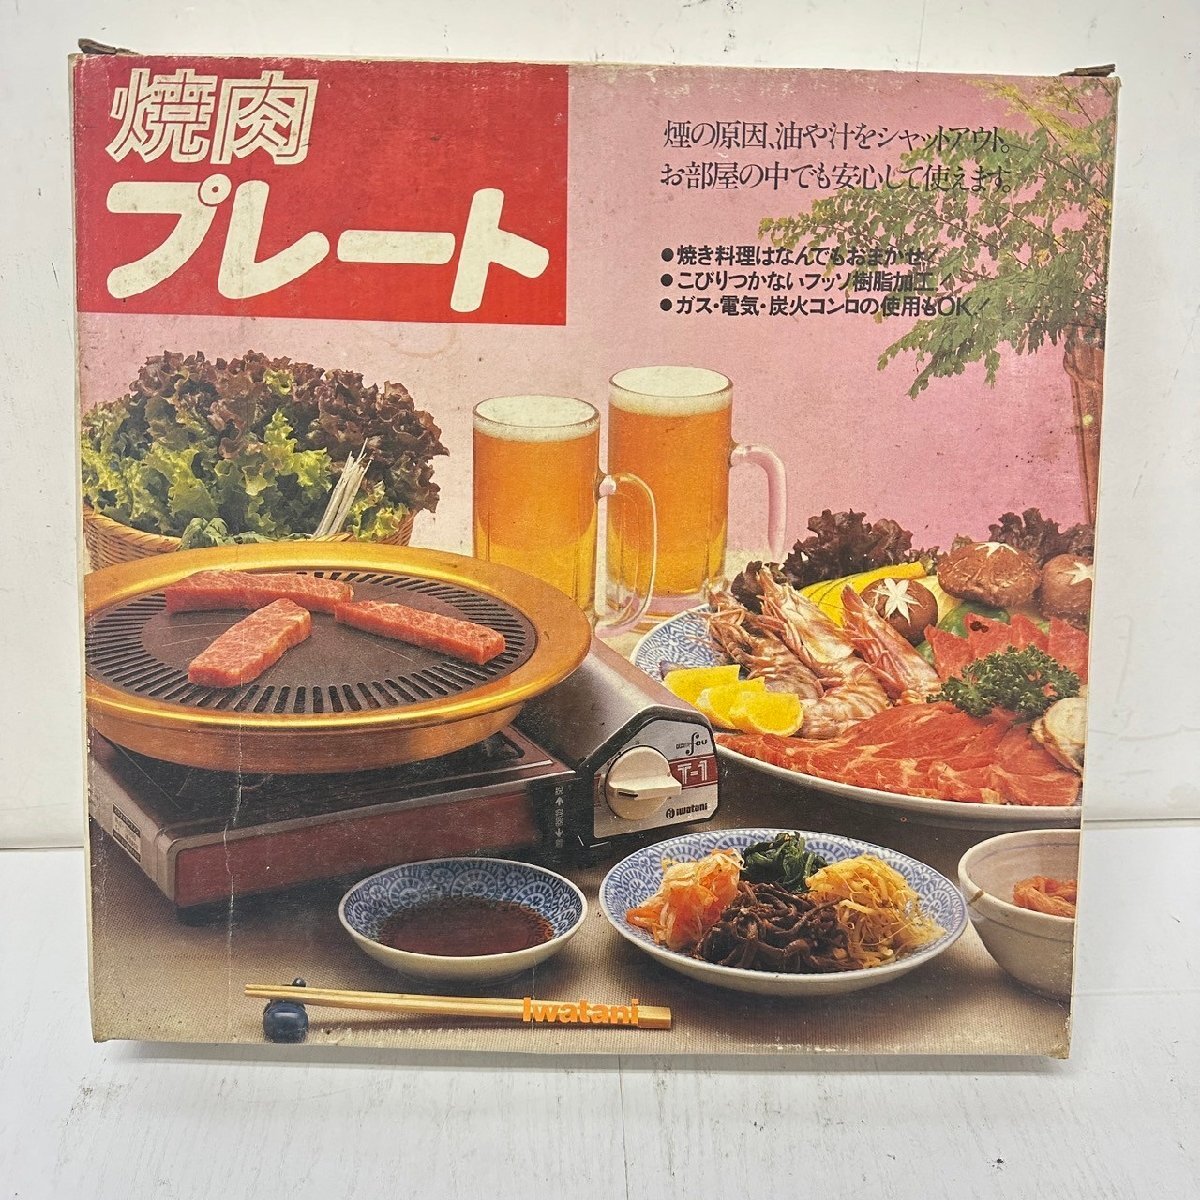 焼肉
プレート
煙の原因、油や汁をシャットアウト。
お部屋の中でも安心して使えます。
●焼き料理はなんでもおまかせ!
●こびりつかないフッソ樹脂加工!
●ガス・電気・炭火コンロの使用もOK!
feu
T-1
Iwatani
Iwatani